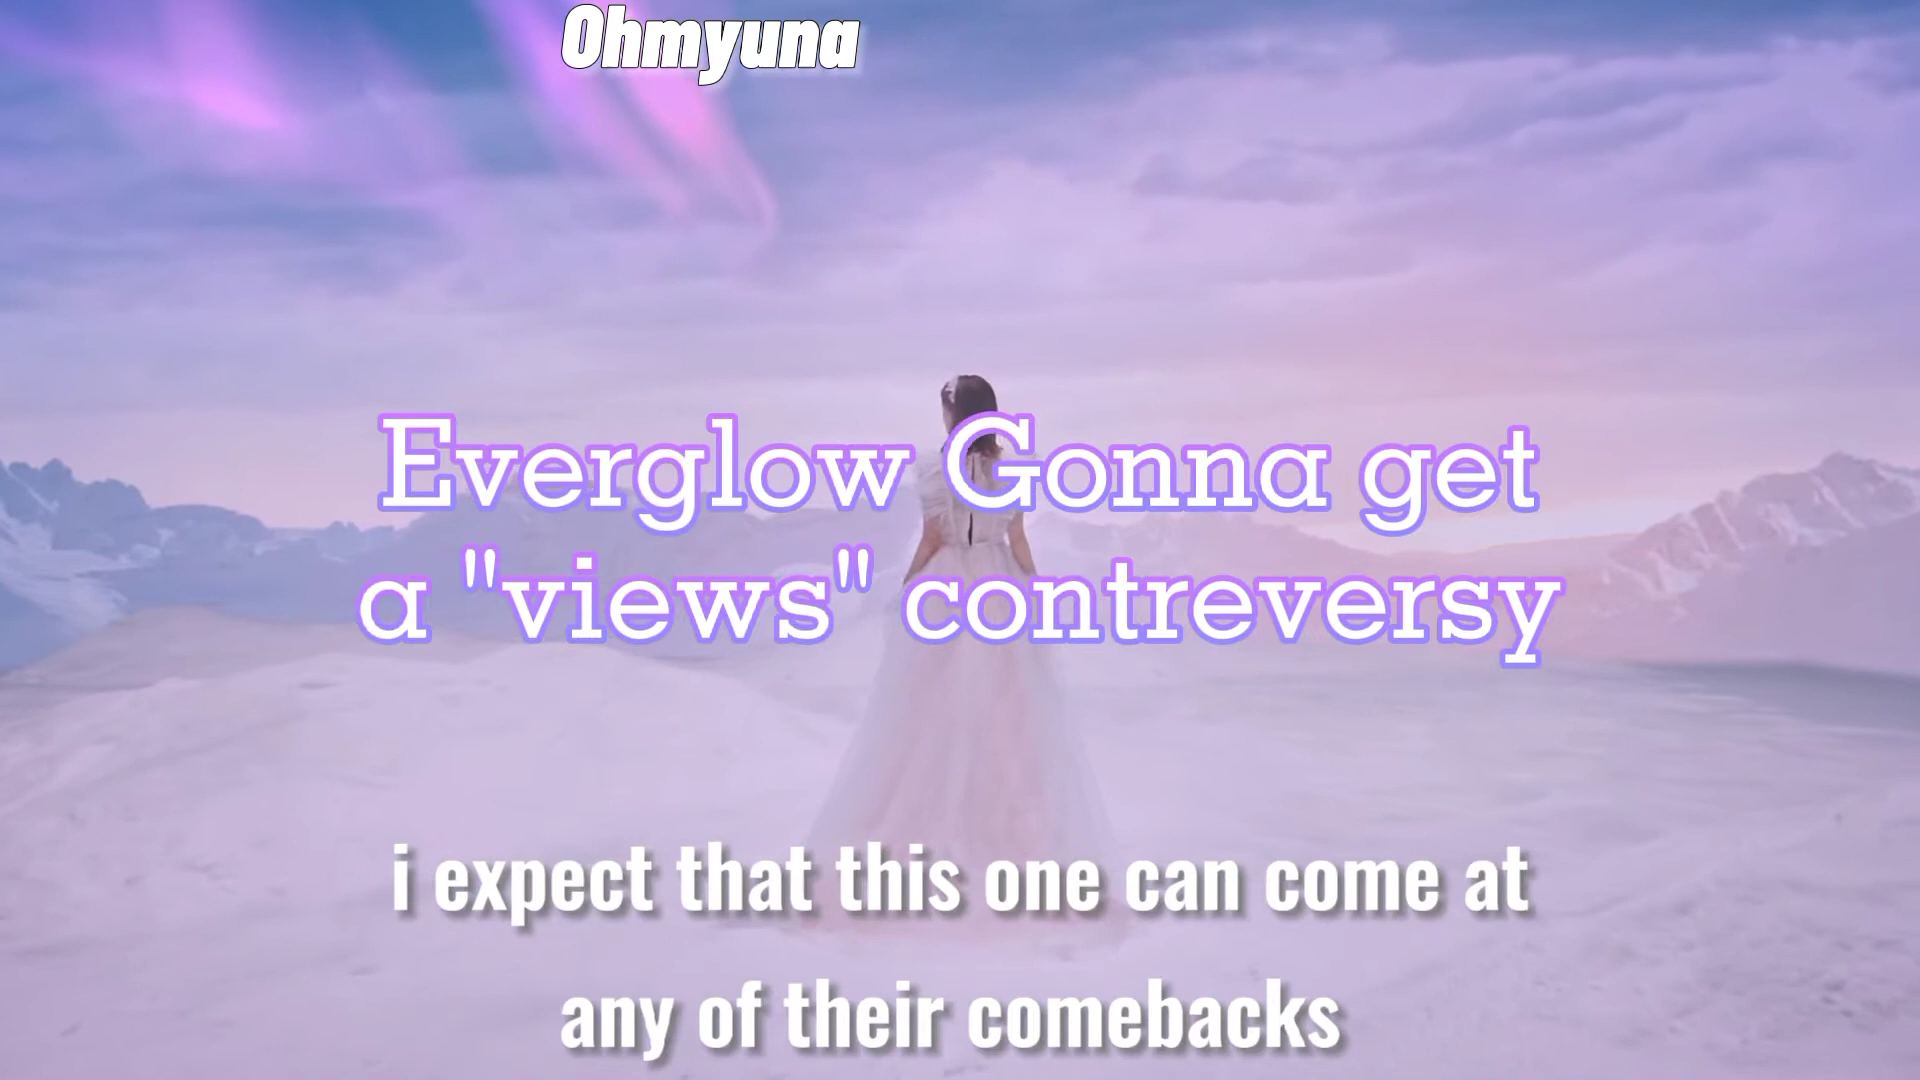 Ohmyuna
Everglow Gonna get
a "views" contreversy
i expect that this one can come at
any of their comebacks